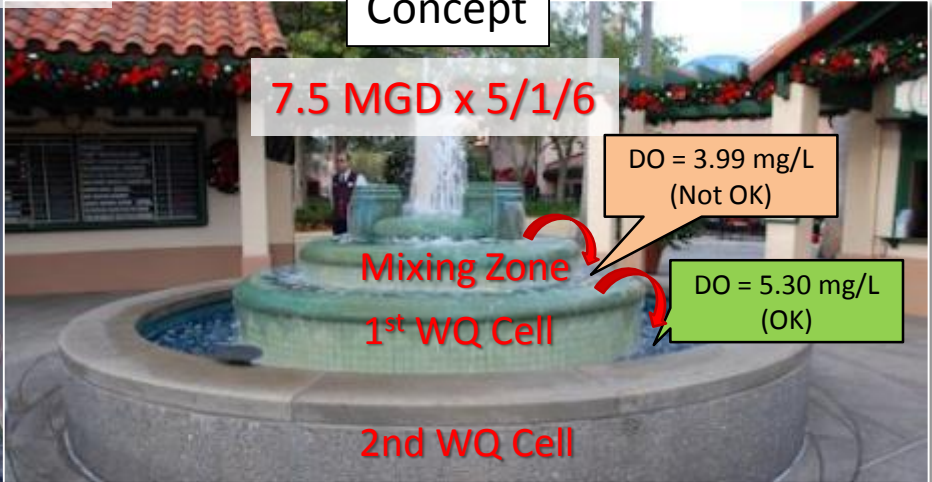 Concept
7.5 MGD x 5/1/6
DO = 3.99 mg/L
(Not OK)
Mixing Zone
DO = 5.30 mg/L
(OK)
1st WQ Cell
2nd WQ Cell